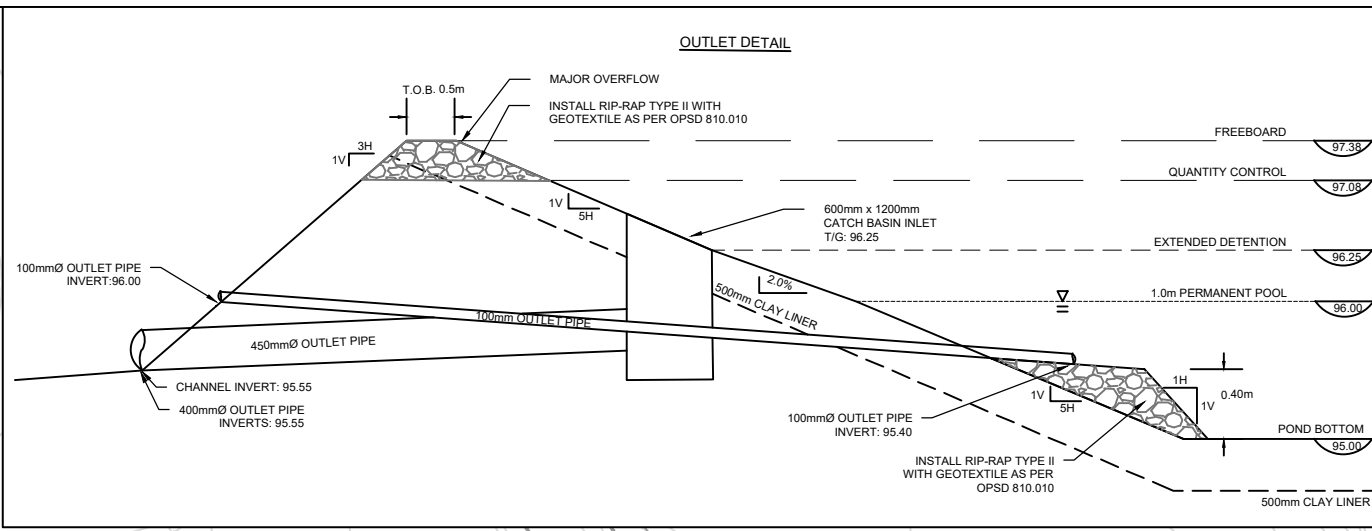 OUTLET DETAIL
MAJOR OVERFLOW
T.O.B. 0.5m
INSTALL RIP-RAP TYPE II WITH
GEOTEXTILE AS PER OPSD 810.010
FREEBOARD
97.38
3H
1V
QUANTITY CONTROL
97.08
1V
5H
600mm x 1200mm
CATCH BASIN INLET
T/G: 96.25
EXTENDED DETENTION
96.25
100mmØ OUTLET PIPE
INVERT:96.00
2.0%
500mm CLAY LINER
1.0m PERMANENT POOL
96.00
100mm OUTLET PIPE
450mmØ OUTLET PIPE
CHANNEL INVERT: 95.55
400mmØ OUTLET PIPE
INVERTS: 95.55
1H
1V
0.40m
1V
5H
100mmØ OUTLET PIPE
INVERT: 95.40
POND BOTTOM
95.00
INSTALL RIP-RAP TYPE II
WITH GEOTEXTILE AS PER
OPSD 810.010
500mm CLAY LINER